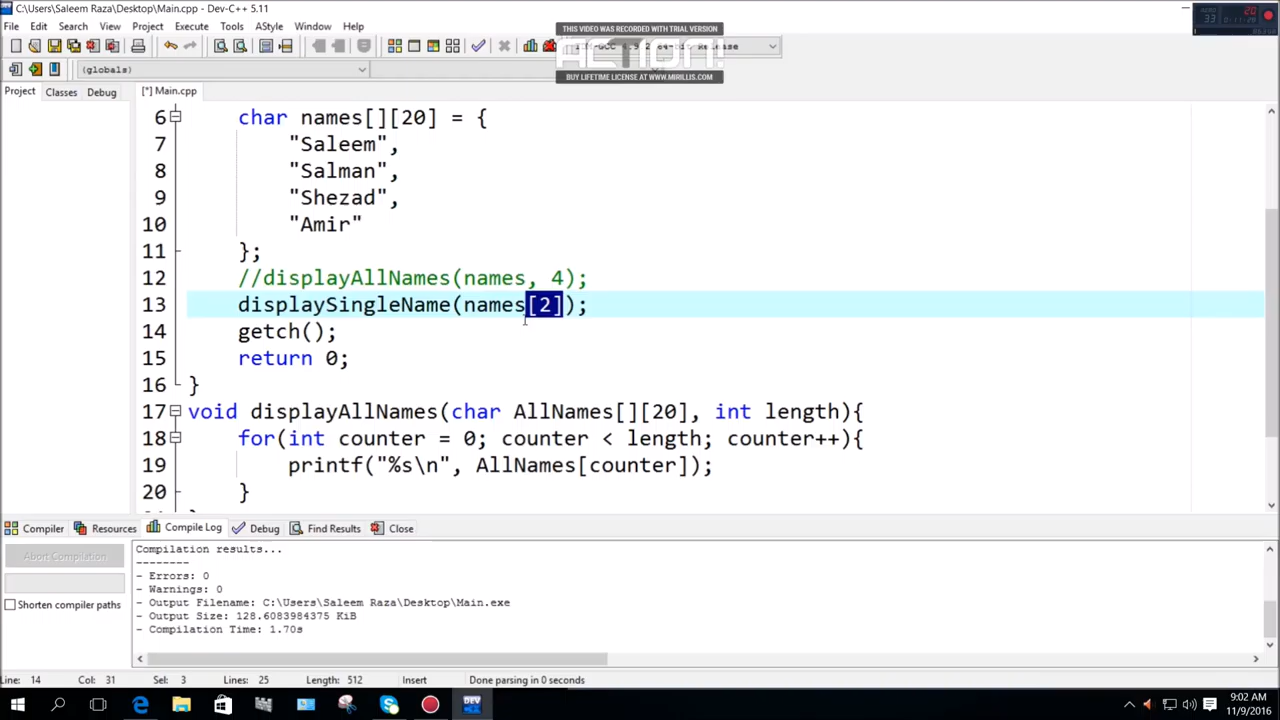 C:\Users\Saleem Raza\Desktop\Main.cpp - Dev-C++ 5.11
File Edit Search View Project Execute Tools AStyle Window Help
THIS VIDEO WAS RECORDED WITH TRIAL VERSION
ACTION!
BUY LIFETIME LICENSE AT WWW.MIRILLIS.COM
64-bit Release
(globals)
Project Classes Debug [*] Main.cpp
6 char names[][20] = {
7 "Saleem",
8 "Salman",
9 "Shezad",
10 "Amir"
11 };
12 //displayAllNames(names, 4);
13 displaySingleName(names[2]);
14 getch();
15 return 0;
16 }
17 void displayAllNames(char AllNames[][20], int length){
18 for(int counter = 0; counter < length; counter++){
19 printf("%s\n", AllNames[counter]);
20 }
Compiler Resources Compile Log Debug Find Results Close
Abort Compilation
Shorten compiler paths
Compilation results...
--------
- Errors: 0
- Warnings: 0
- Output Filename: C:\Users\Saleem Raza\Desktop\Main.exe
- Output Size: 128.6083984375 KiB
- Compilation Time: 1.70s
Line: 14 Col: 31 Sel: 3 Lines: 25 Length: 512 Insert Done parsing in 0 seconds
DEV
9:02 AM
11/9/2016